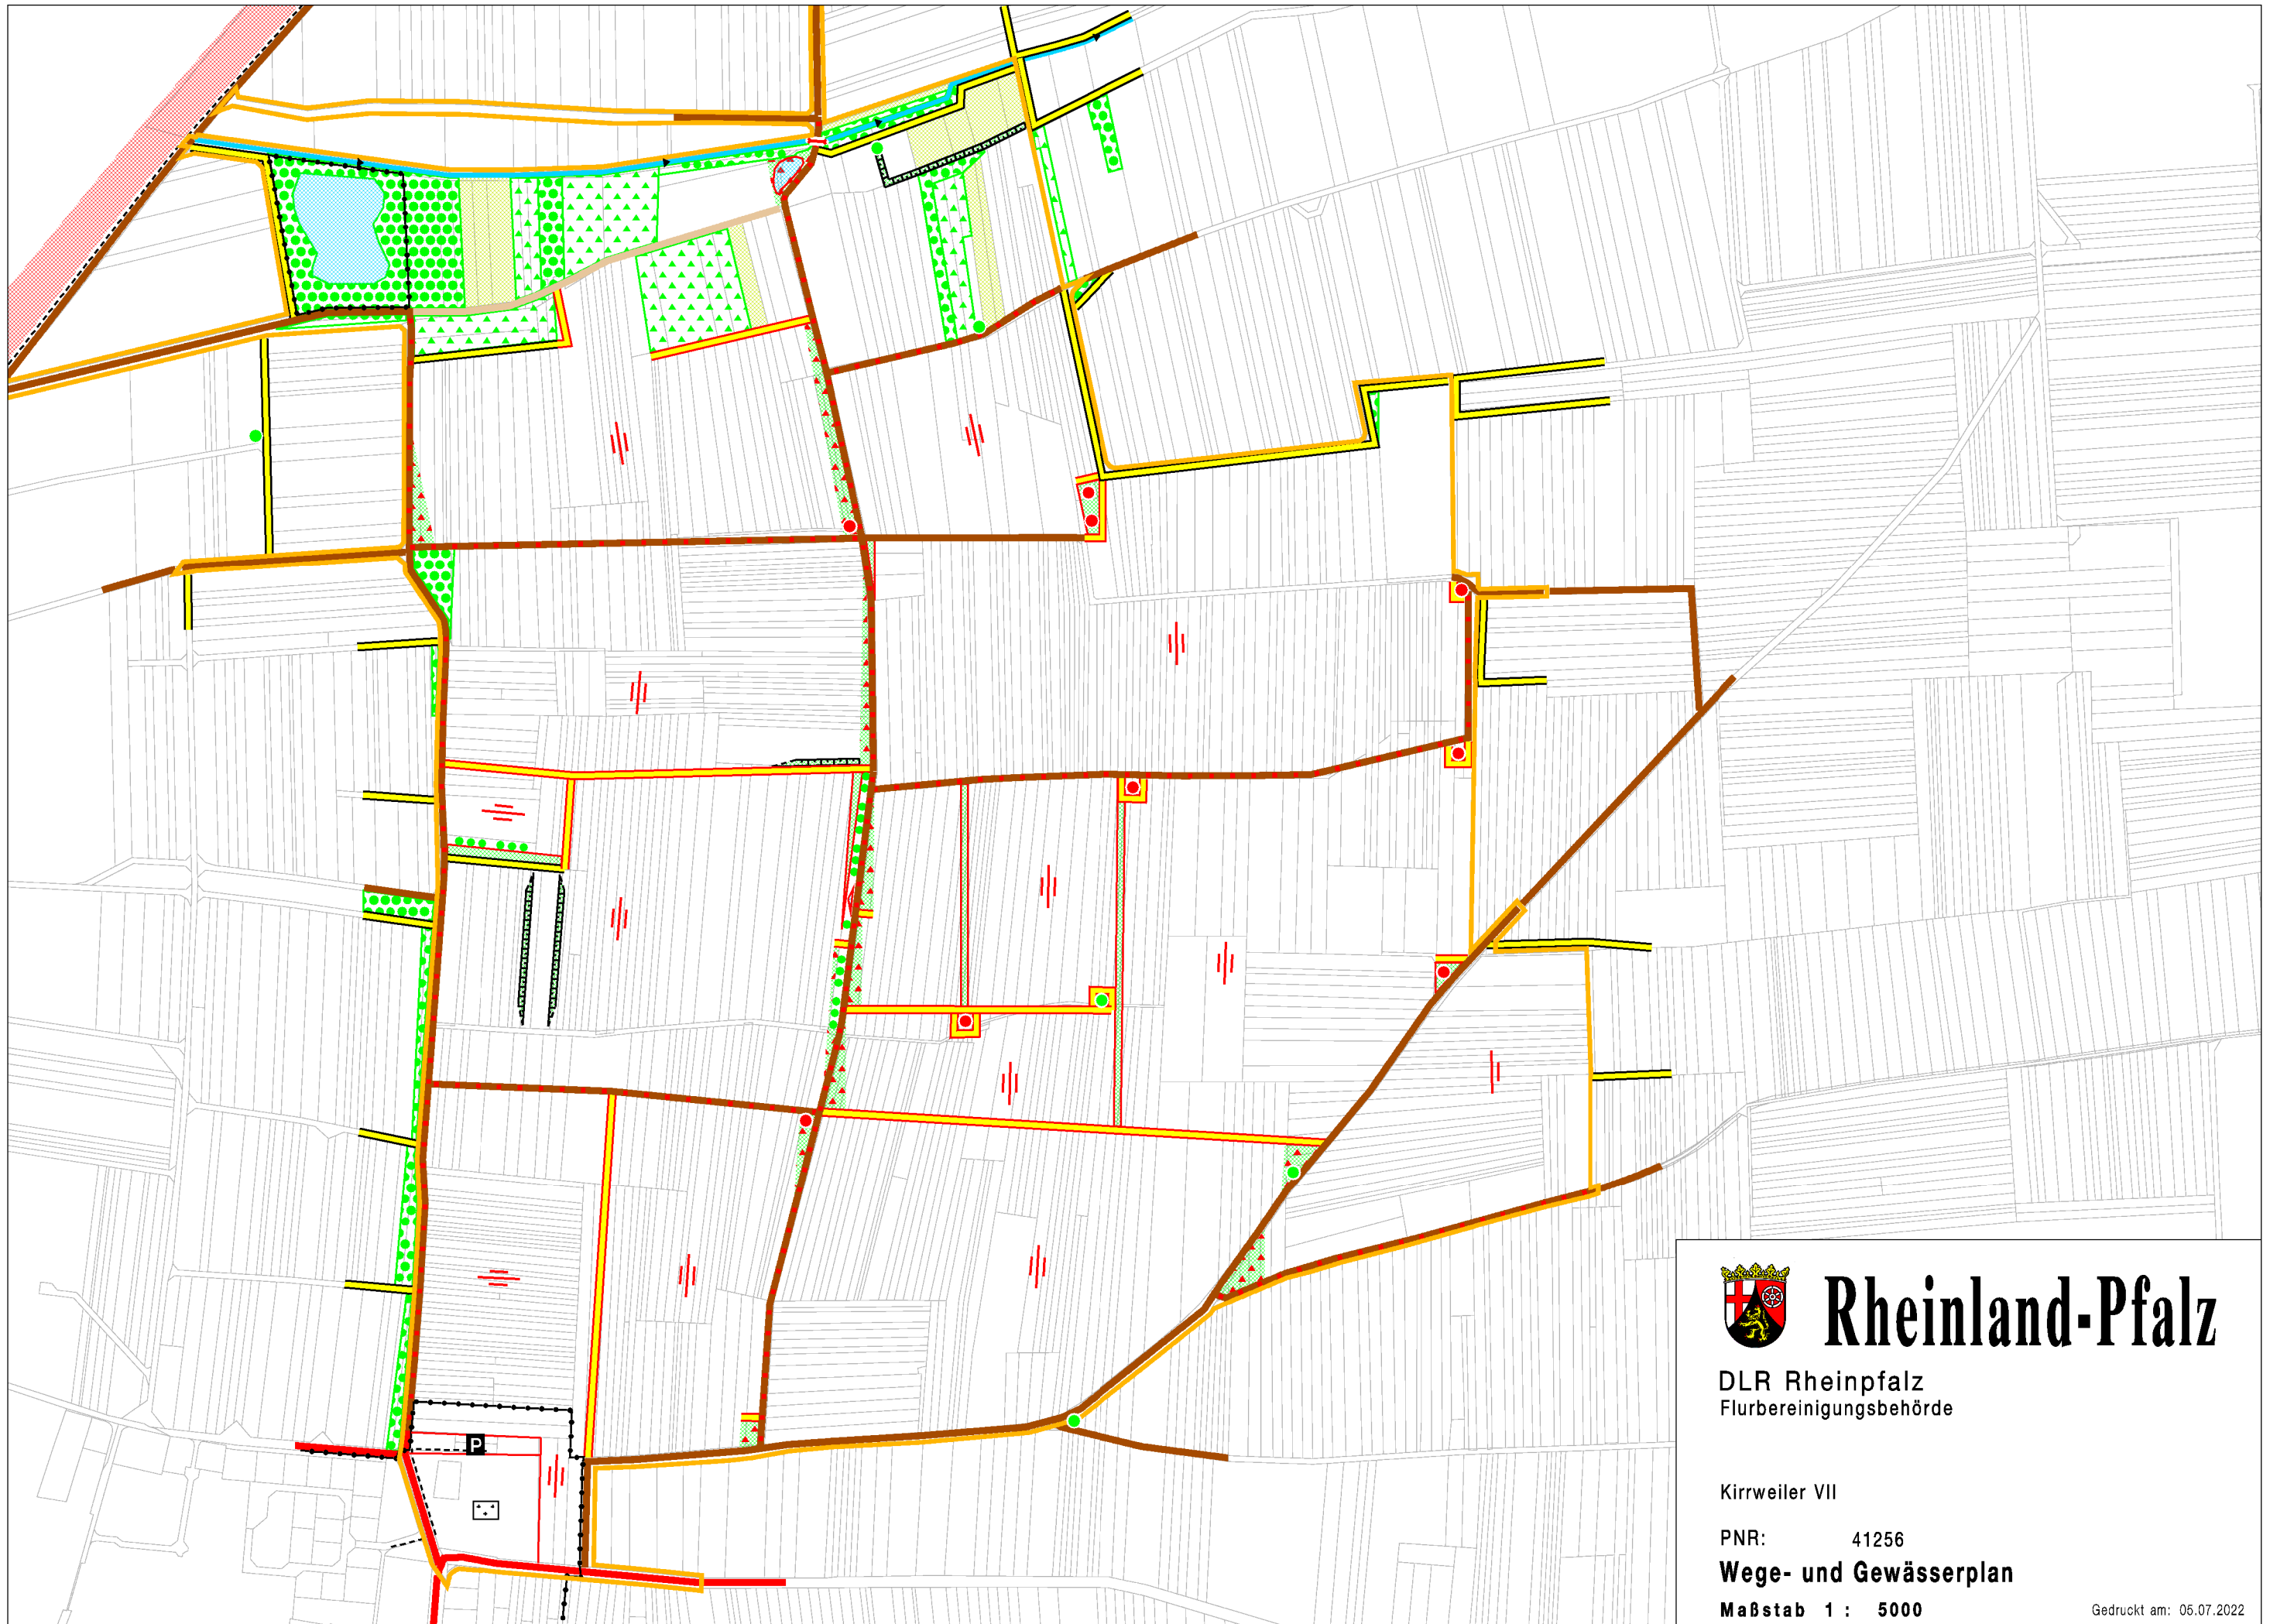 P
Rheinland-Pfalz
DLR Rheinpfalz
Flurbereinigungsbehörde
Kirrweiler VII
PNR: 41256
Wege- und Gewässerplan
Maßstab 1 : 5000
Gedruckt am: 05.07.2022